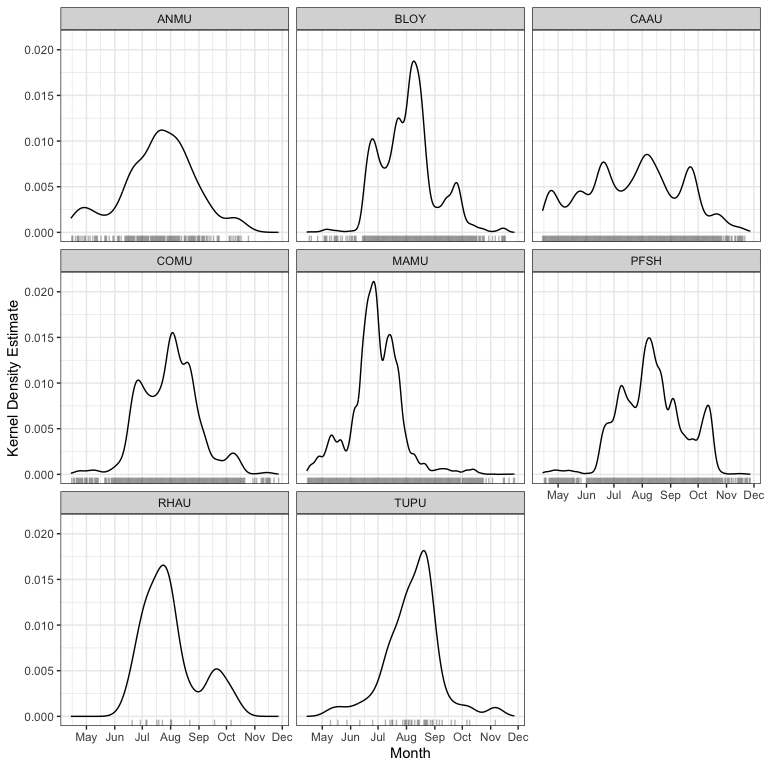 ANMU BLOY CAAU
0.020
0.015
0.010
0.005
0.000
COMU MAMU PFSH
0.020
0.015
0.010
0.005
0.000
May Jun Jul Aug Sep Oct Nov Dec
RHAU TUPU
0.020
0.015
0.010
0.005
0.000
May Jun Jul Aug Sep Oct Nov Dec May Jun Jul Aug Sep Oct Nov Dec
Month
Kernel Density Estimate